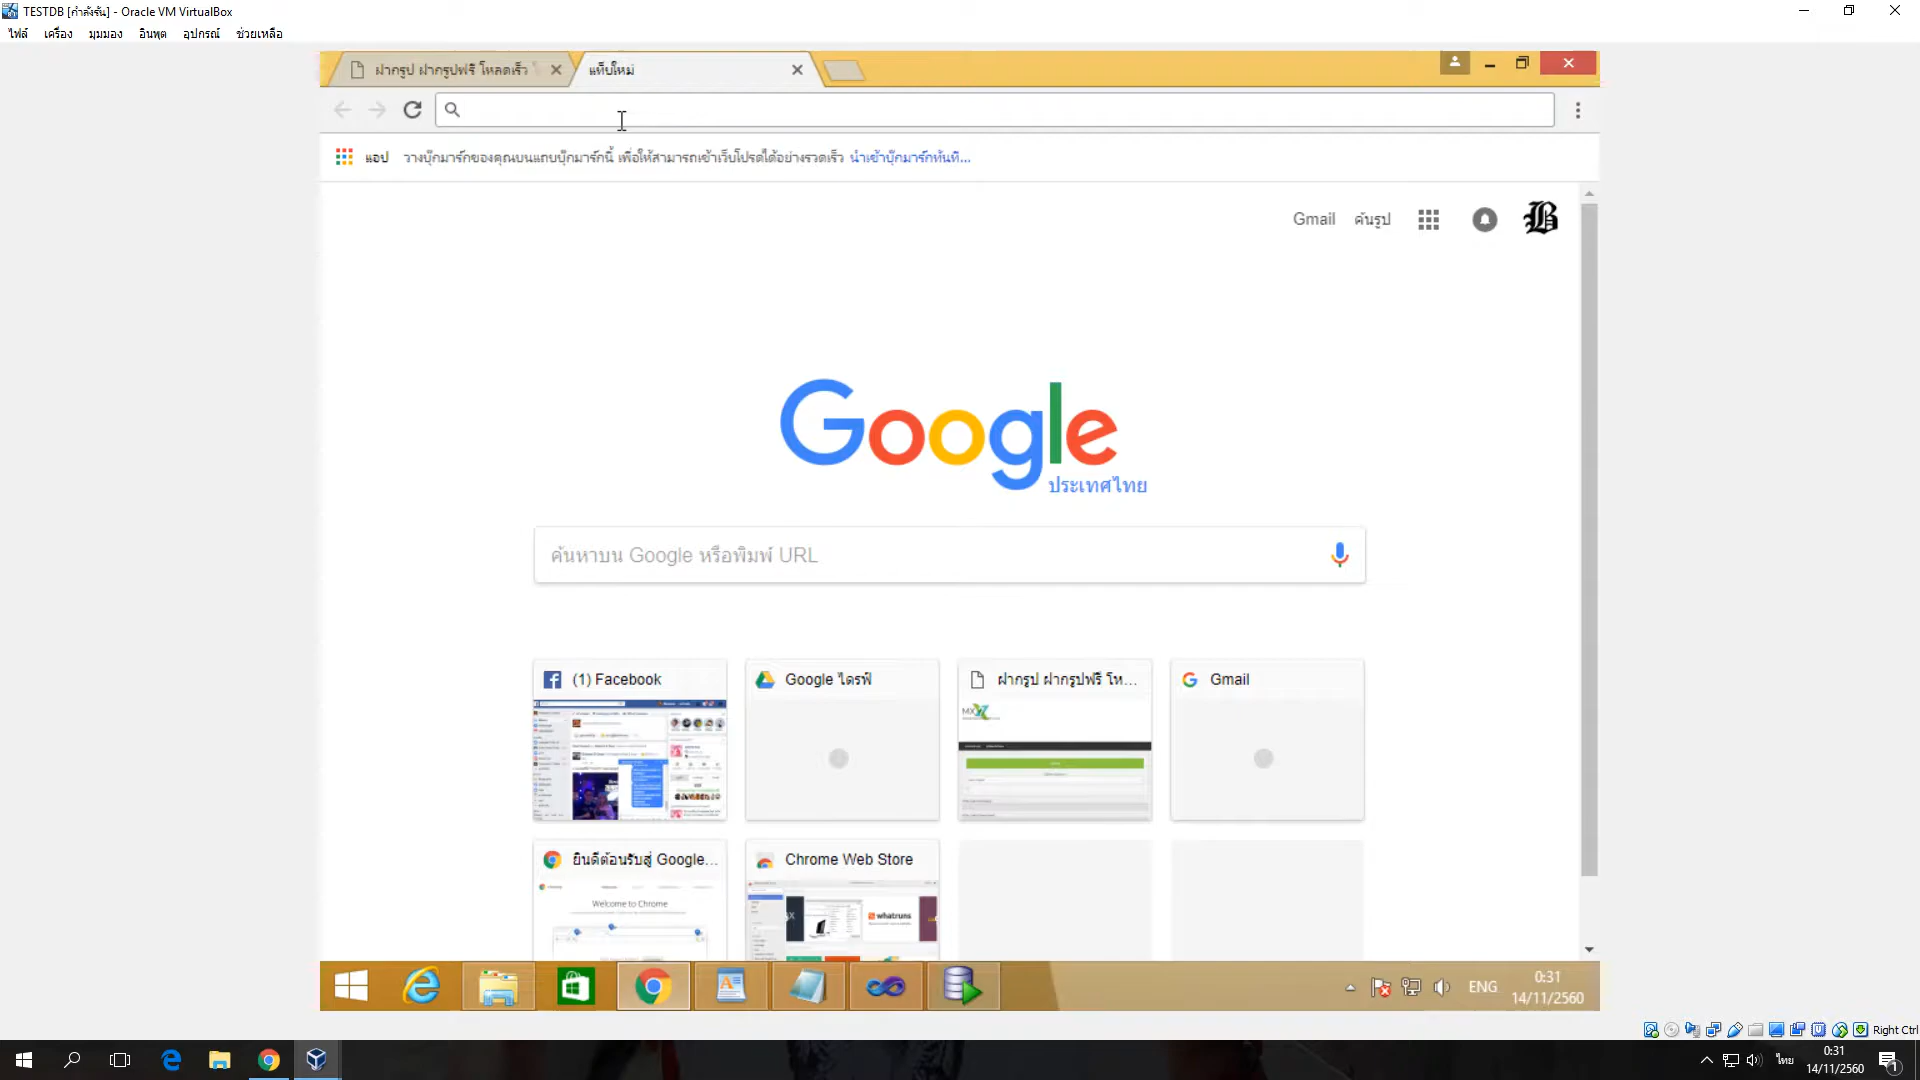 TESTDB [กำลังรัน] - Oracle VM VirtualBox
ไฟล์ เครื่อง มุมมอง อินพุต อุปกรณ์ ช่วยเหลือ
ฝากรูป ฝากรูปฟรี โหลดเร็ว
แท็บใหม่
แอป วางบุ๊กมาร์กของคุณบนแถบบุ๊กมาร์กนี้ เพื่อให้สามารถเข้าเว็บโปรดได้อย่างรวดเร็ว นำเข้าบุ๊กมาร์กทันที...
Gmail ค้นรูป
Google
ประเทศไทย
ค้นหาบน Google หรือพิมพ์ URL
(1) Facebook
Google ไดรฟ์
ฝากรูป ฝากรูปฟรี โห...
Gmail
ยินดีต้อนรับสู่ Google...
Chrome Web Store
Welcome to Chrome
whatruns
ENG
0:31
14/11/2560
Right Ctrl
ไทย
0:31
14/11/2560
1